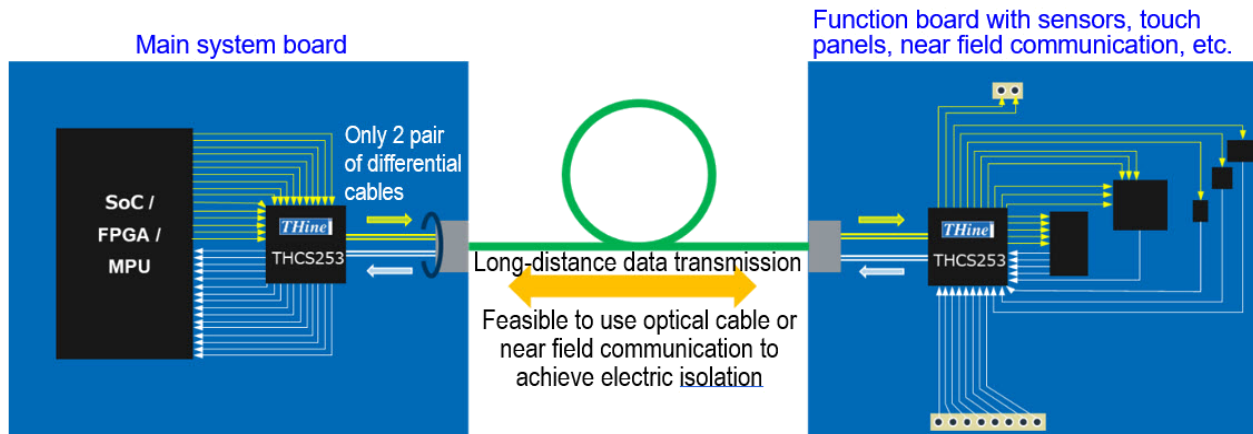 Main system board
Function board with sensors, touch
panels, near field communication, etc.
Only 2 pair
of differential
cables
SoC /
FPGA /
MPU
THine
THCS253
Long-distance data transmission
Feasible to use optical cable or
near field communication to
achieve electric isolation
THine
THCS253